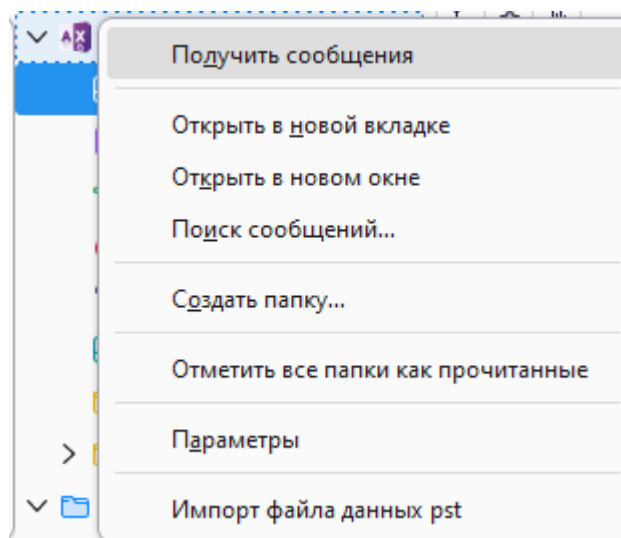 AX
Получить сообщения
Открыть в новой вкладке
Открыть в новом окне
Поиск сообщений...
Создать папку...
Отметить все папки как прочитанные
Параметры
Импорт файла данных pst